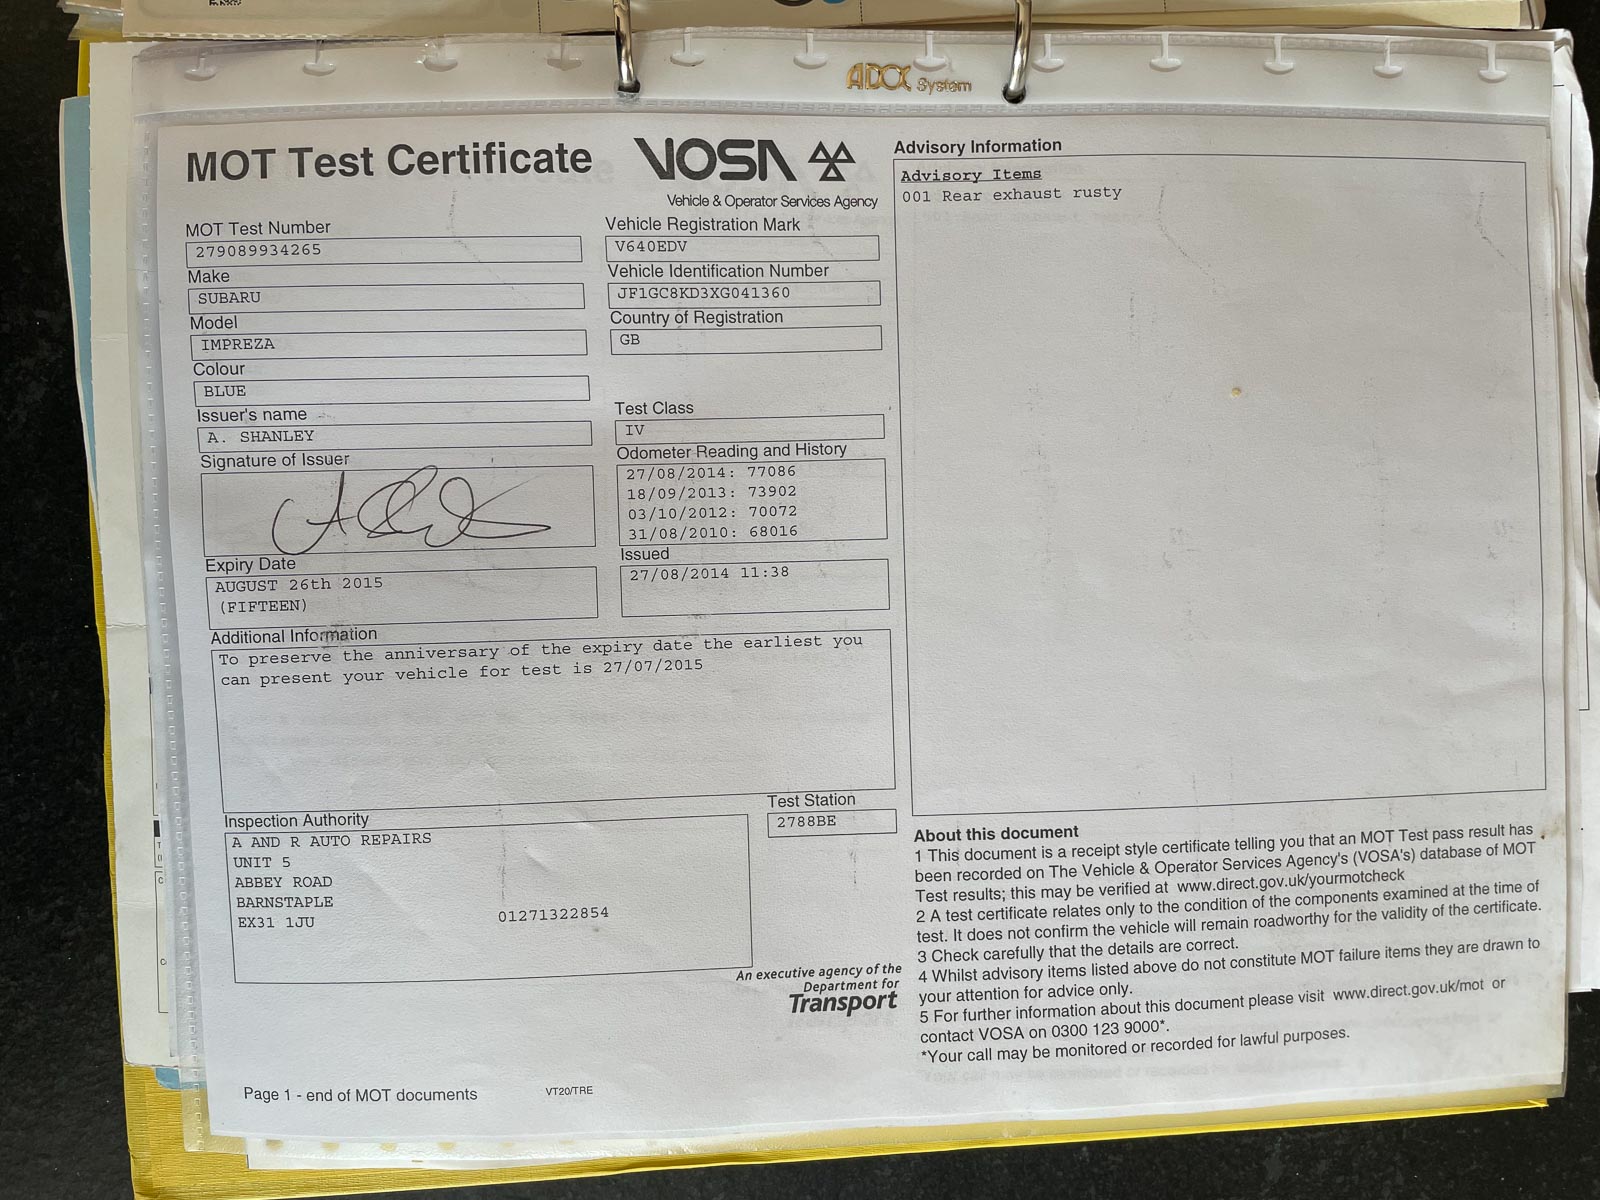 ADOX System
MOT Test Certificate
VOSA
Vehicle & Operator Services Agency
MOT Test Number
279089934265
Make
SUBARU
Model
IMPREZA
Colour
BLUE
Issuer's name
A. SHANLEY
Signature of Issuer
Expiry Date
AUGUST 26th 2015
(FIFTEEN)
Vehicle Registration Mark
V640EDV
Vehicle Identification Number
JF1GC8KD3XG041360
Country of Registration
GB
Test Class
IV
Odometer Reading and History
27/08/2014: 77086
18/09/2013: 73902
03/10/2012: 70072
31/08/2010: 68016
Issued
27/08/2014 11:38
Additional Information
To preserve the anniversary of the expiry date the earliest you
can present your vehicle for test is 27/07/2015
Inspection Authority
A AND R AUTO REPAIRS
UNIT 5
ABBEY ROAD
BARNSTAPLE
EX31 1JU 01271322854
Test Station
2788BE
An executive agency of the
Department for
Transport
Page 1 - end of MOT documents
VT20/TRE
Advisory Information
Advisory Items
001 Rear exhaust rusty
About this document
1 This document is a receipt style certificate telling you that an MOT Test pass result has
been recorded on The Vehicle & Operator Services Agency's (VOSA's) database of MOT
Test results; this may be verified at www.direct.gov.uk/yourmotcheck
2 A test certificate relates only to the condition of the components examined at the time of
test. It does not confirm the vehicle will remain roadworthy for the validity of the certificate.
3 Check carefully that the details are correct.
4 Whilst advisory items listed above do not constitute MOT failure items they are drawn to
your attention for advice only.
5 For further information about this document please visit www.direct.gov.uk/mot or
contact VOSA on 0300 123 9000*.
*Your call may be monitored or recorded for lawful purposes.